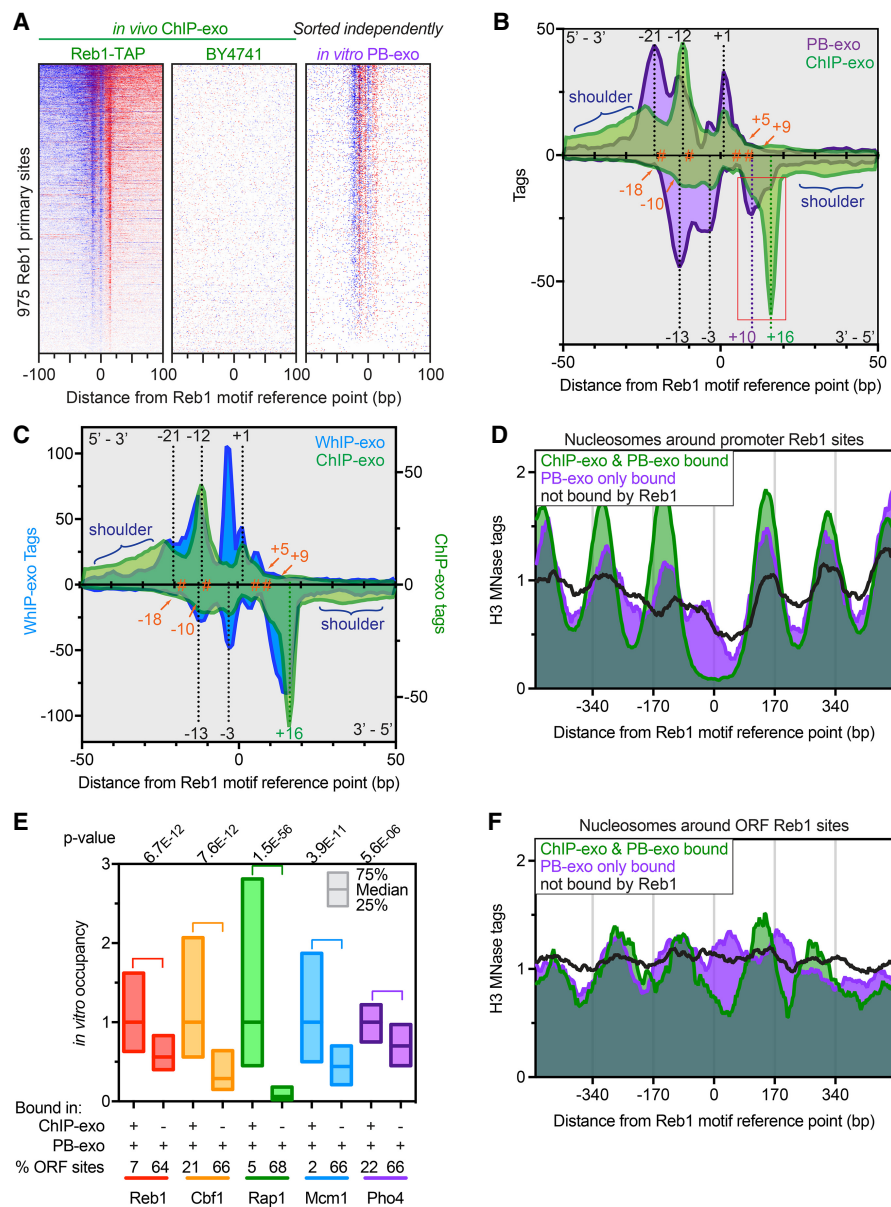 A
in vivo ChIP-exo
Sorted independently
Reb1-TAP
BY4741
in vitro PB-exo
975 Reb1 primary sites
-100 0 100 0 100 0 100
Distance from Reb1 motif reference point (bp)
B
50
0
-50
Tags
5' - 3'
-21 -12 +1
PB-exo
ChIP-exo
shoulder
+5
+9
-18
-10
shoulder
-13 -3 +10 +16
3' - 5'
-50 0 50
Distance from Reb1 motif reference point (bp)
C
100
50
0
-50
-100
WhIP-exo Tags
5' - 3'
-21 -12 +1
WhIP-exo
ChIP-exo
50
-50
ChIP-exo tags
shoulder
+5
+9
-18
-10
shoulder
-13 -3 +16
3' - 5'
-50 0 50
Distance from Reb1 motif reference point (bp)
D
Nucleosomes around promoter Reb1 sites
ChIP-exo & PB-exo bound
PB-exo only bound
not bound by Reb1
2
1
0
H3 MNase tags
-340 -170 0 170 340
Distance from Reb1 motif reference point (bp)
E
p-value
6.7E-12 7.6E-12 1.5E-56 3.9E-11 5.6E-06
3
2
1
0
in vitro occupancy
75%
Median
25%
Bound in:
ChIP-exo + - + - + - + - + -
PB-exo + + + + + + + + + +
% ORF sites 7 64 21 66 5 68 2 66 22 66
Reb1 Cbf1 Rap1 Mcm1 Pho4
F
Nucleosomes around ORF Reb1 sites
ChIP-exo & PB-exo bound
PB-exo only bound
not bound by Reb1
2
1
0
H3 MNase tags
-340 -170 0 170 340
Distance from Reb1 motif reference point (bp)